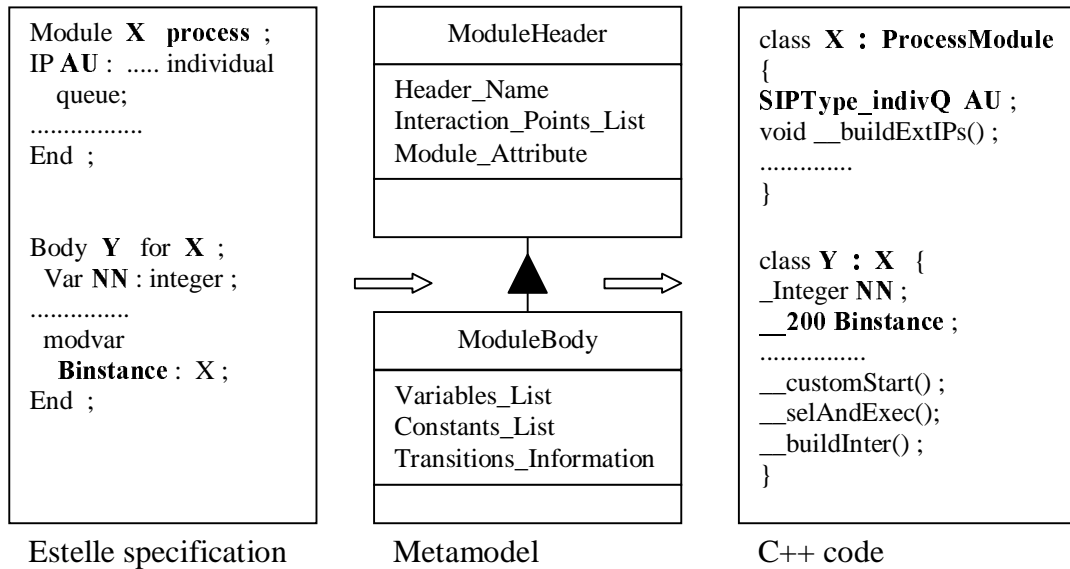 Module X process ;
IP AU : ..... individual
queue;
..................
End ;
Body Y for X ;
Var NN : integer ;
................
modvar
Binstance : X ;
End ;
Estelle specification
ModuleHeader
Header_Name
Interaction_Points_List
Module_Attribute
ModuleBody
Variables_List
Constants_List
Transitions_Information
Metamodel
class X : ProcessModule
{
SIPType_indivQ AU ;
void __buildExtIPs() ;
..............
}
class Y : X {
_Integer NN ;
__200 Binstance ;
................
__customStart() ;
__selAndExec();
__buildInter() ;
}
C++ code